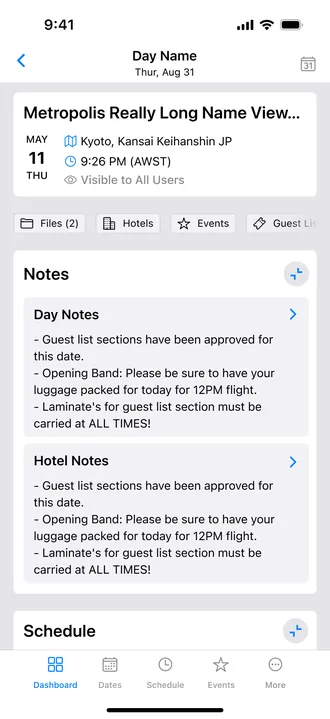 9:41
Day Name
Thur, Aug 31
31
Metropolis Really Long Name View...
MAY
11
THU
Kyoto, Kansai Keihanshin JP
9:26 PM (AWST)
Visible to All Users
Files (2)
Hotels
Events
Guest Lis
Notes
Day Notes
- Guest list sections have been approved for
this date.
- Opening Band: Please be sure to have your
luggage packed for today for 12PM flight.
- Laminate's for guest list section must be
carried at ALL TIMES!
Hotel Notes
- Guest list sections have been approved for
this date.
- Opening Band: Please be sure to have your
luggage packed for today for 12PM flight.
- Laminate's for guest list section must be
carried at ALL TIMES!
Schedule
Dashboard
Dates
Schedule
Events
More